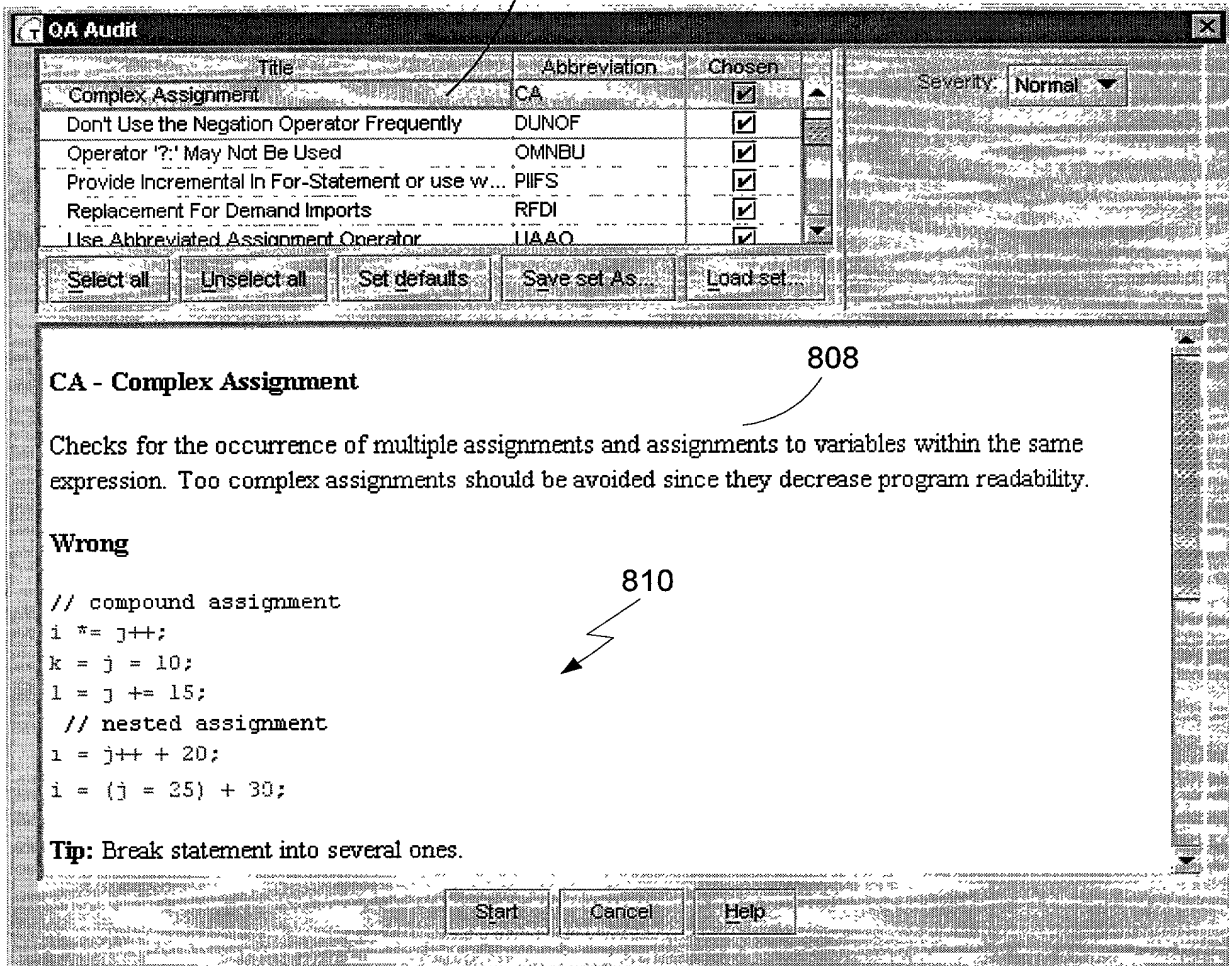 QA Audit
Title Abbreviation Chosen
Complex Assignment CA
Don't Use the Negation Operator Frequently DUNOF
Operator '?:' May Not Be Used OMNBU
Provide Incremental In For-Statement or use w... PIIFS
Replacement For Demand Imports RFDI
Use Abbreviated Assignment Operator UAAO
Severity: Normal
Select all Unselect all Set defaults Save set As... Load set...
808
CA - Complex Assignment
Checks for the occurrence of multiple assignments and assignments to variables within the same
expression. Too complex assignments should be avoided since they decrease program readability.
Wrong
810
// compound assignment
i *= j++;
k = j = 10;
l = j += 15;
// nested assignment
i = j++ + 20;
i = (j = 25) + 30;
Tip: Break statement into several ones.
Start Cancel Help